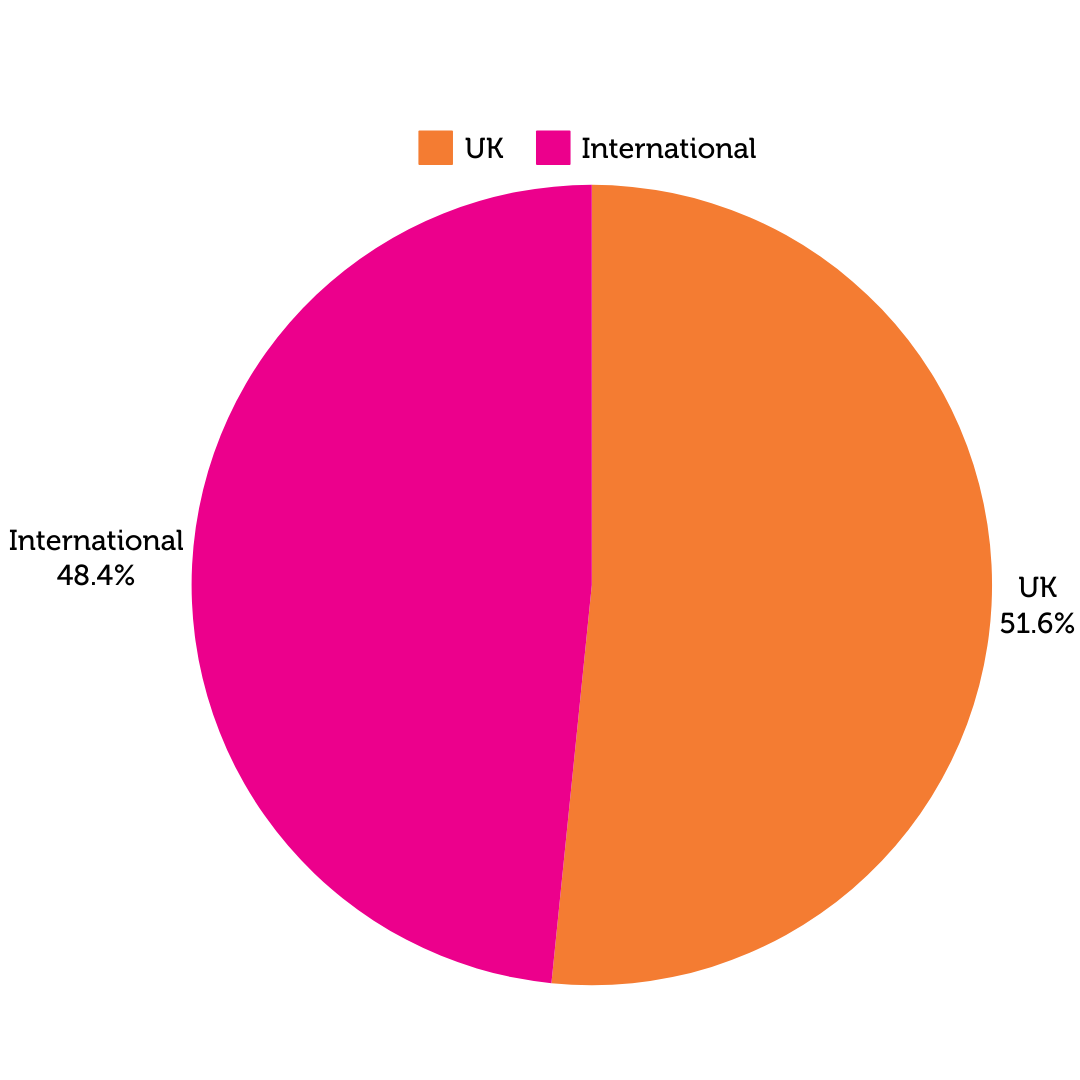 UK International
International
48.4%
UK
51.6%